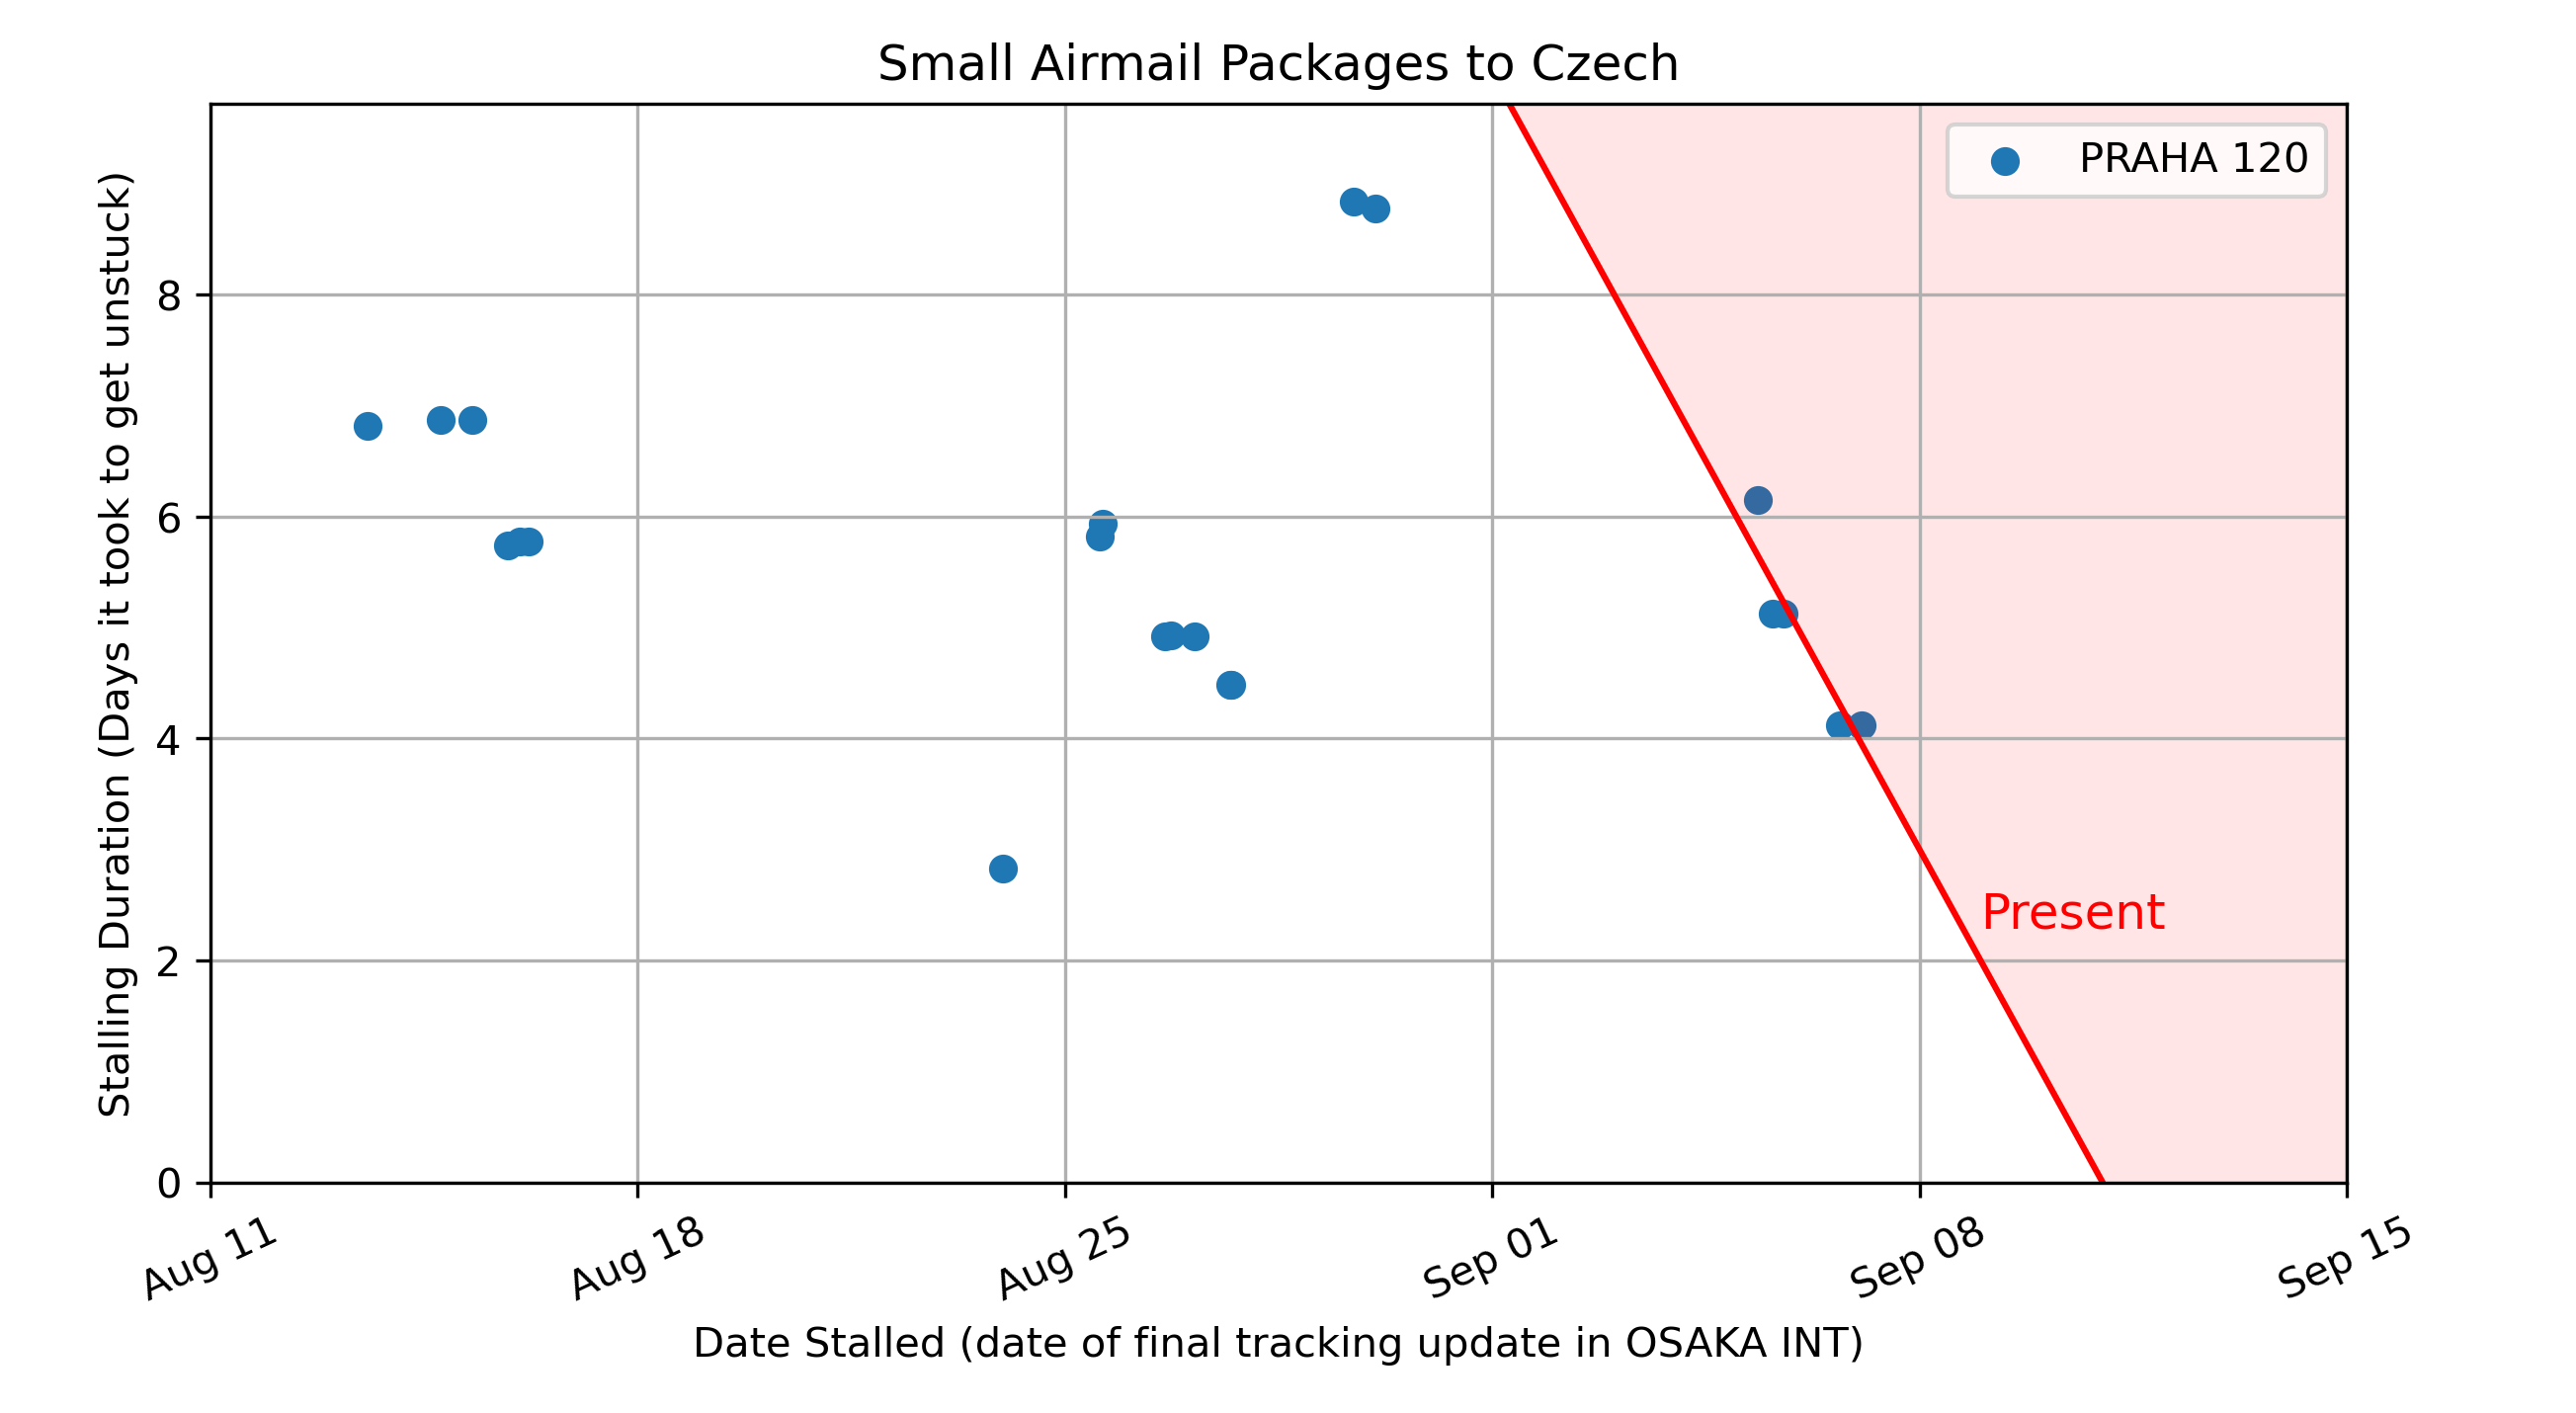 Small Airmail Packages to Czech
PRAHA 120
Stalling Duration (Days it took to get unstuck)
8
6
4
2
0
Present
Aug 11
Aug 18
Aug 25
Sep 01
Sep 08
Sep 15
Date Stalled (date of final tracking update in OSAKA INT)